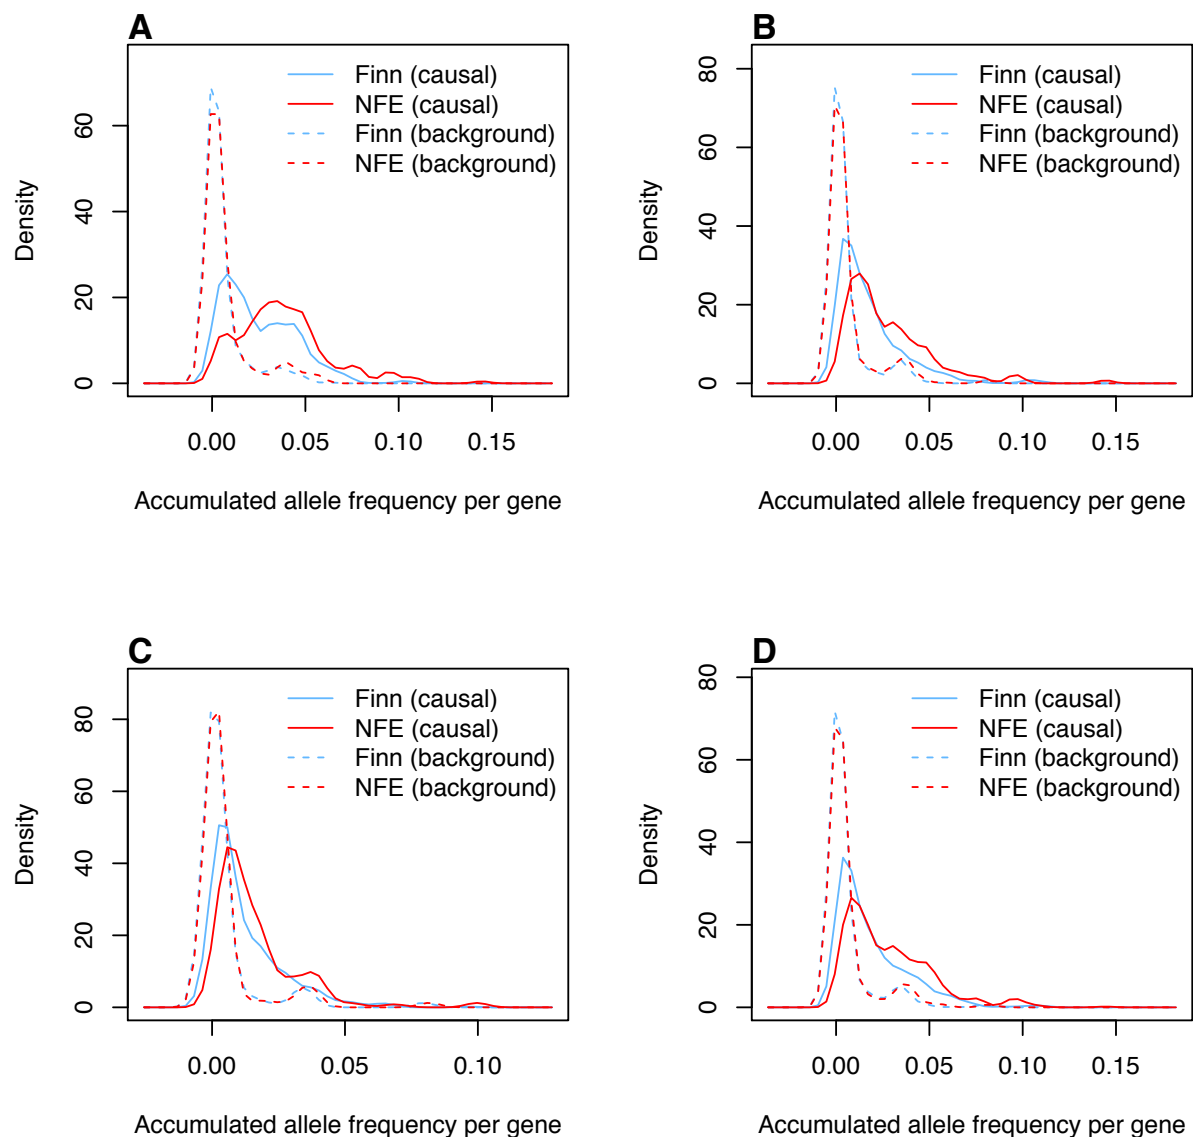 A
Finn (causal)
NFE (causal)
Finn (background)
NFE (background)
Density
0
20
40
60
0.00 0.05 0.10 0.15
Accumulated allele frequency per gene
B
Finn (causal)
NFE (causal)
Finn (background)
NFE (background)
Density
0
20
40
60
80
0.00 0.05 0.10 0.15
Accumulated allele frequency per gene
C
Finn (causal)
NFE (causal)
Finn (background)
NFE (background)
Density
0
20
40
60
80
0.00 0.05 0.10
Accumulated allele frequency per gene
D
Finn (causal)
NFE (causal)
Finn (background)
NFE (background)
Density
0
20
40
60
80
0.00 0.05 0.10 0.15
Accumulated allele frequency per gene